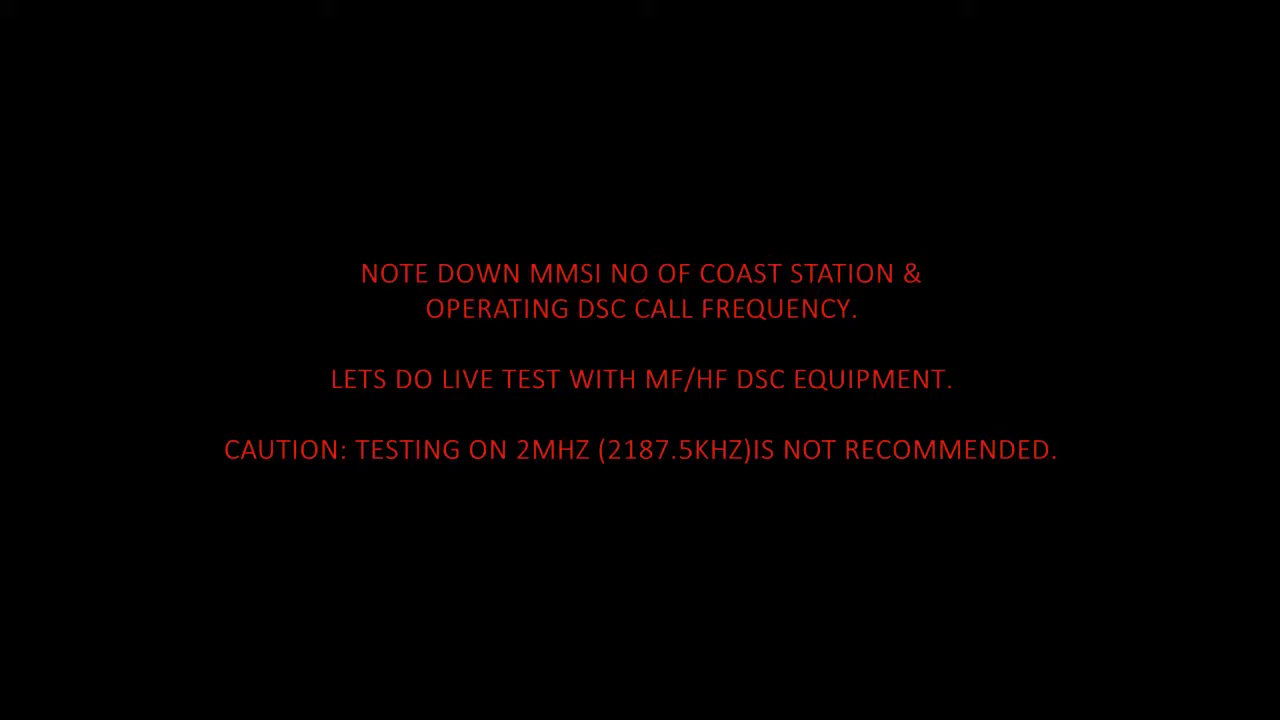 NOTE DOWN MMSI NO OF COAST STATION &
OPERATING DSC CALL FREQUENCY.
LETS DO LIVE TEST WITH MF/HF DSC EQUIPMENT.
CAUTION: TESTING ON 2MHZ (2187.5KHZ)IS NOT RECOMMENDED.